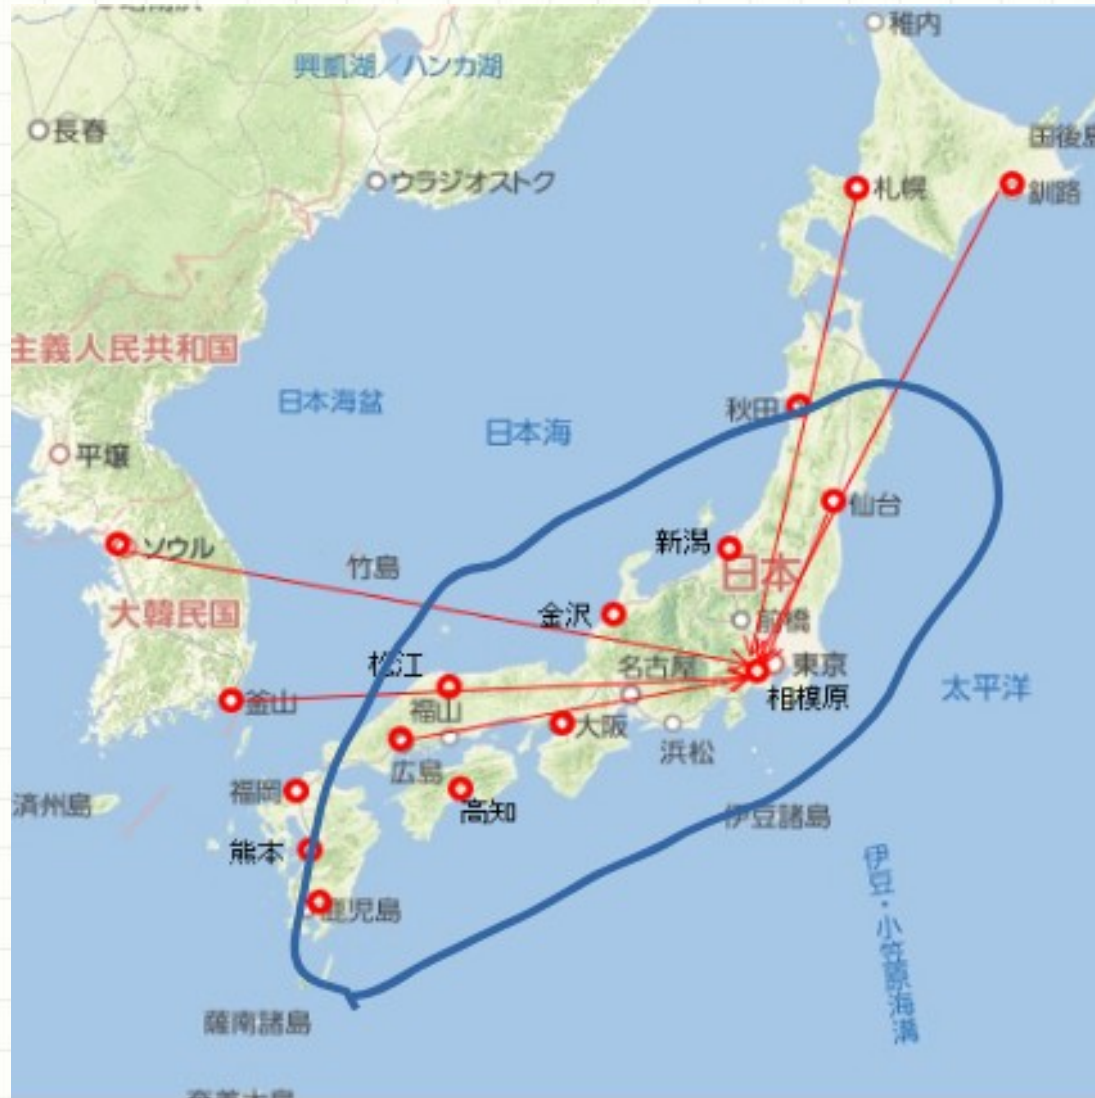 稚内
興凱湖／ハンカ湖
長春
国後島
ウラジオストク
札幌
釧路
主義人民共和国
日本海盆
日本海
秋田
平壌
仙台
ソウル
新潟
竹島
日本
大韓民国
金沢
前橋
松江
名古屋
東京
釜山
相模原
太平洋
福山
大阪
浜松
広島
福岡
済州島
高知
伊豆諸島
熊本
伊豆・小笠原海溝
鹿児島
薩南諸島